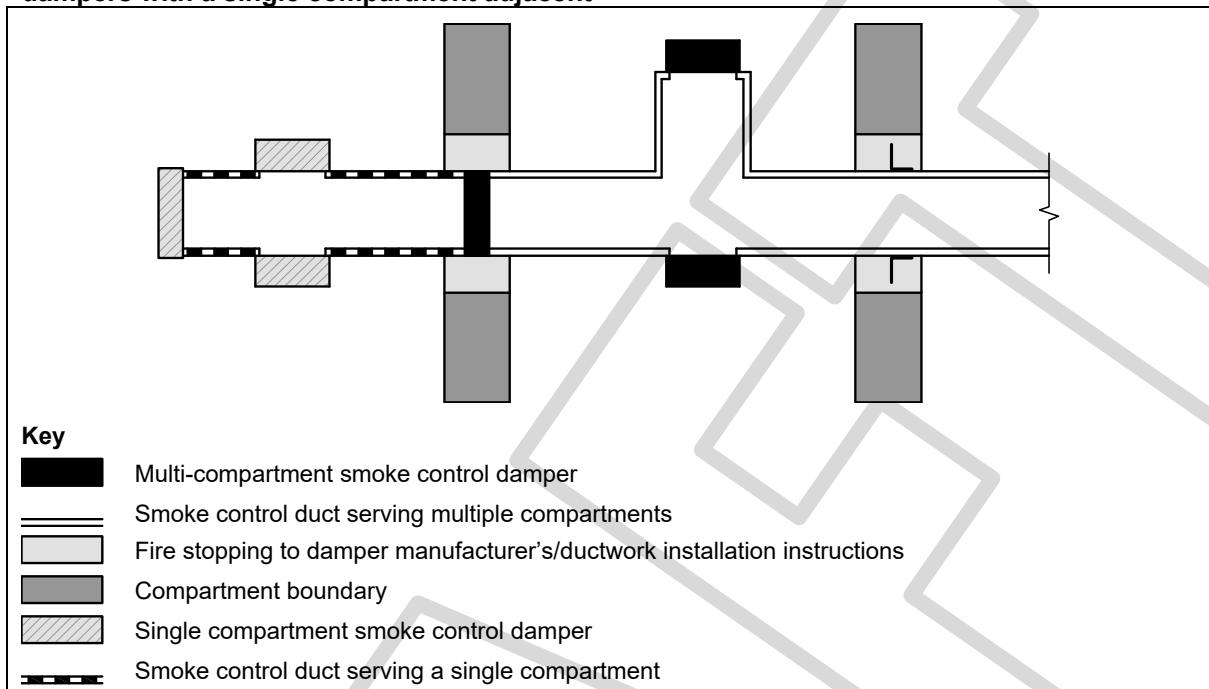 dampers with a single compartment adjacent
Key
Multi-compartment smoke control damper
Smoke control duct serving multiple compartments
Fire stopping to damper manufacturer's/ductwork installation instructions
Compartment boundary
Single compartment smoke control damper
Smoke control duct serving a single compartment